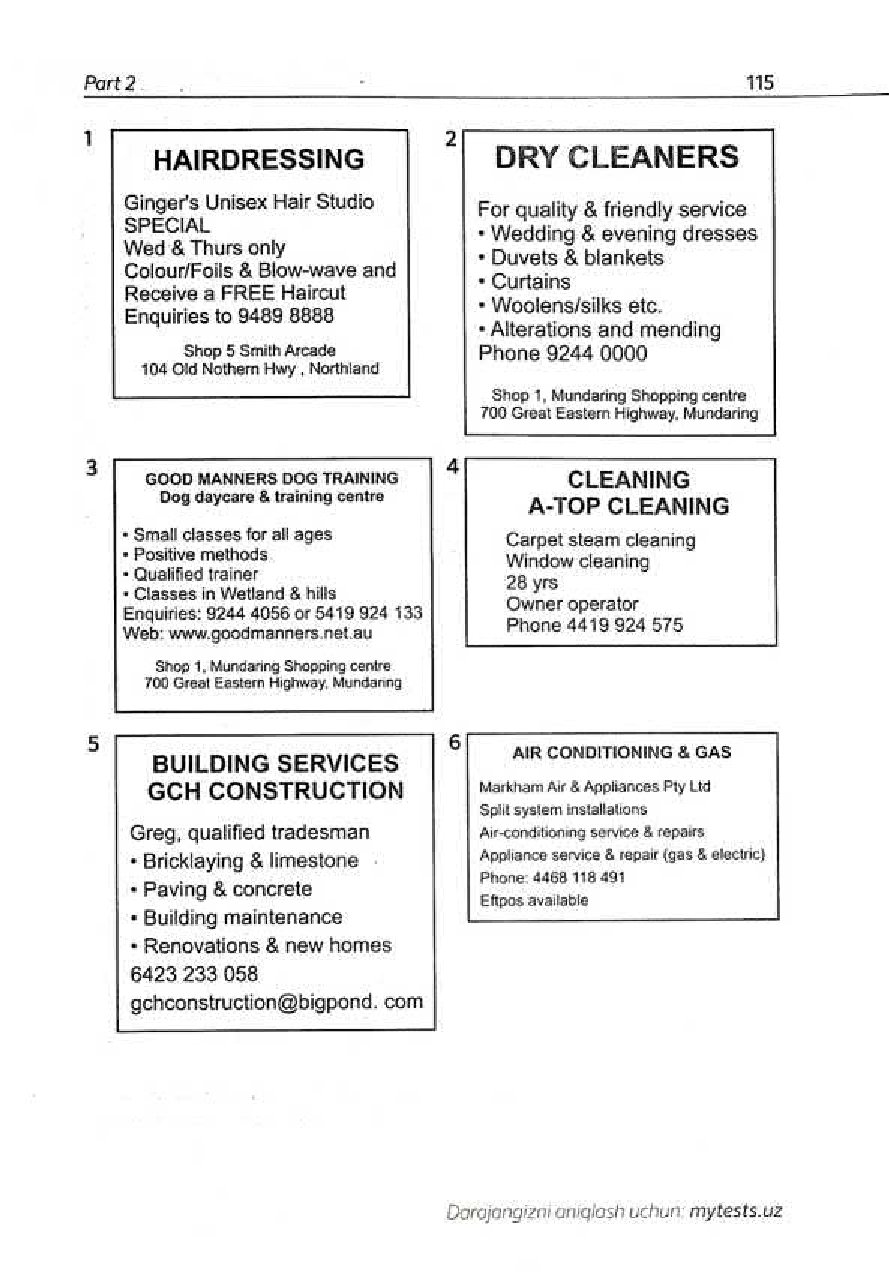 Part 2
115
1
HAIRDRESSING
Ginger's Unisex Hair Studio
SPECIAL
Wed & Thurs only
Colour/Foils & Blow-wave and
Receive a FREE Haircut
Enquiries to 9489 8888
Shop 5 Smith Arcade
104 Old Nothern Hwy , Northland
2
DRY CLEANERS
For quality & friendly service
• Wedding & evening dresses
• Duvets & blankets
• Curtains
• Woolens/silks etc.
• Alterations and mending
Phone 9244 0000
Shop 1, Mundaring Shopping centre
700 Great Eastern Highway, Mundaring
3
GOOD MANNERS DOG TRAINING
Dog daycare & training centre
• Small classes for all ages
• Positive methods
• Qualified trainer
• Classes in Wetland & hills
Enquiries: 9244 4056 or 5419 924 133
Web: www.goodmanners.net.au
Shop 1, Mundaring Shopping centre
700 Great Eastern Highway, Mundaring
4
CLEANING
A-TOP CLEANING
Carpet steam cleaning
Window cleaning
28 yrs
Owner operator
Phone 4419 924 575
5
BUILDING SERVICES
GCH CONSTRUCTION
Greg, qualified tradesman
• Bricklaying & limestone
• Paving & concrete
• Building maintenance
• Renovations & new homes
6423 233 058
gchconstruction@bigpond. com
6
AIR CONDITIONING & GAS
Markham Air & Appliances Pty Ltd
Split system installations
Air-conditioning service & repairs
Appliance service & repair (gas & electric)
Phone: 4468 118 491
Eftpos available
Darajangizni aniqlash uchun: mytests.uz